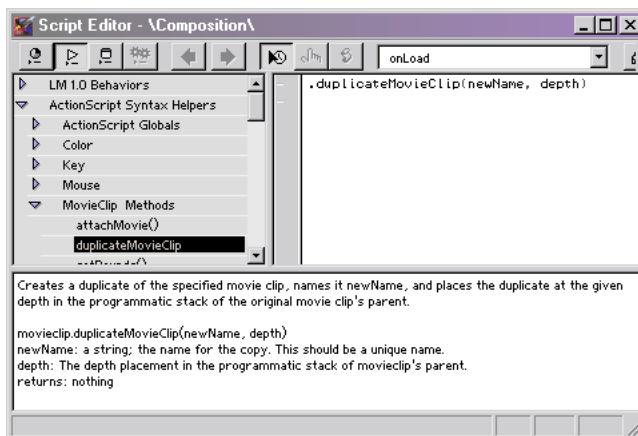 Script Editor - \Composition\
onLoad
LM 1.0 Behaviors
ActionScript Syntax Helpers
ActionScript Globals
Color
Key
Mouse
MovieClip Methods
attachMovie()
duplicateMovieClip
getBounds()
.duplicateMovieClip(newName, depth)
Creates a duplicate of the specified movie clip, names it newName, and places the duplicate at the given
depth in the programmatic stack of the original movie clip's parent.
movieclip.duplicateMovieClip(newName, depth)
newName: a string; the name for the copy. This should be a unique name.
depth: The depth placement in the programmatic stack of movieclip's parent.
returns: nothing